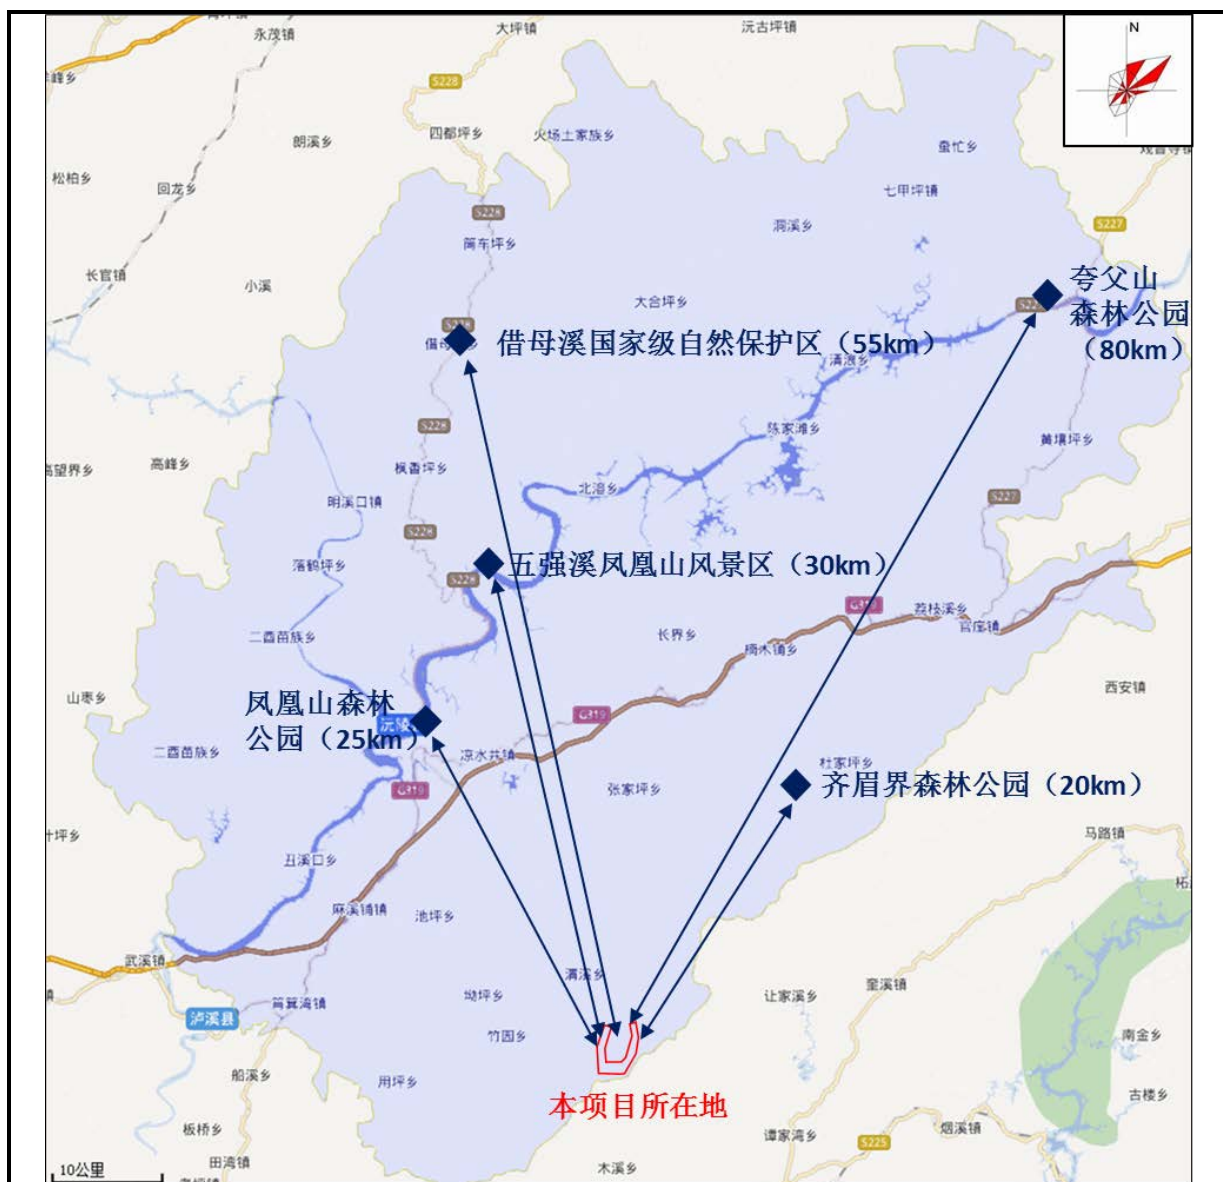 永茂镇
大坪镇
沅古坪镇
N
S228
朗溪乡
四都坪乡
火场土家族乡
蚕忙乡
松柏乡
回龙乡
七甲坪镇
S228
洞溪乡
S227
筒车坪乡
长官镇
小溪
大合坪乡
夸父山
森林公园
（80km）
S228
借母溪国家级自然保护区（55km）
清浪乡
S228
陈家滩乡
黄壤坪乡
高望界乡
高峰乡
枫香坪乡
北溶乡
明溪口镇
S227
S228
落鹤坪乡
五强溪凤凰山风景区（30km）
S228
G319
荔枝溪乡
官庄镇
二酉苗族乡
长界乡
楠木铺乡
西安镇
山枣乡
凤凰山森林
公园（25km）
沅陵
G319
二酉苗族乡
凉水井镇
杜家坪乡
张家坪乡
齐眉界森林公园（20km）
G319
马路镇
丑溪口乡
麻溪铺镇
池坪乡
武溪镇
渭溪乡
奎溪镇
让家溪乡
坳坪乡
筲箕湾镇
泸溪县
竹园乡
南金乡
船溪乡
用坪乡
古楼乡
本项目所在地
板桥乡
谭家湾乡
S225
烟溪镇
田湾镇
木溪乡
10公里